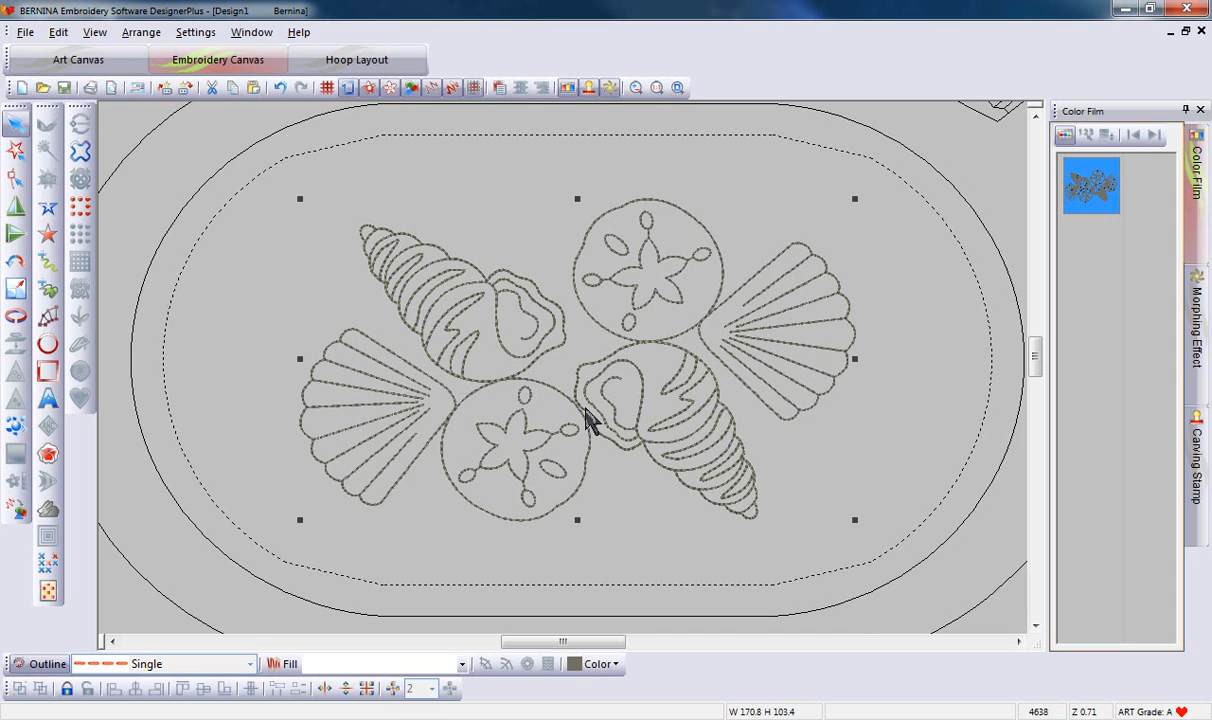 BERNINA Embroidery Software DesignerPlus - [Design1 Bernina]
File Edit View Arrange Settings Window Help
Art Canvas Embroidery Canvas Hoop Layout
Color Film
Color Film
Morphing Effect
Carving Stamp
Outline Single Fill Color
2
W 170.8 H 103.4 4638 Z 0.71 ART Grade: A